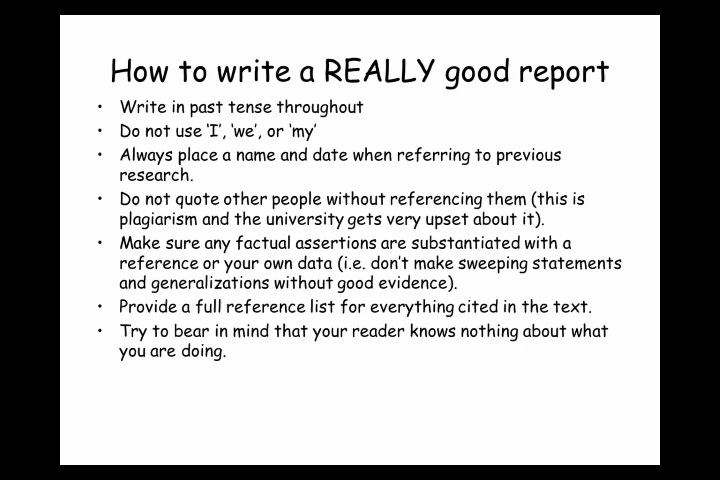 How to write a REALLY good report
• Write in past tense throughout
• Do not use ‘I’, ‘we’, or ‘my’
• Always place a name and date when referring to previous
research.
• Do not quote other people without referencing them (this is
plagiarism and the university gets very upset about it).
• Make sure any factual assertions are substantiated with a
reference or your own data (i.e. don’t make sweeping statements
and generalizations without good evidence).
• Provide a full reference list for everything cited in the text.
• Try to bear in mind that your reader knows nothing about what
you are doing.